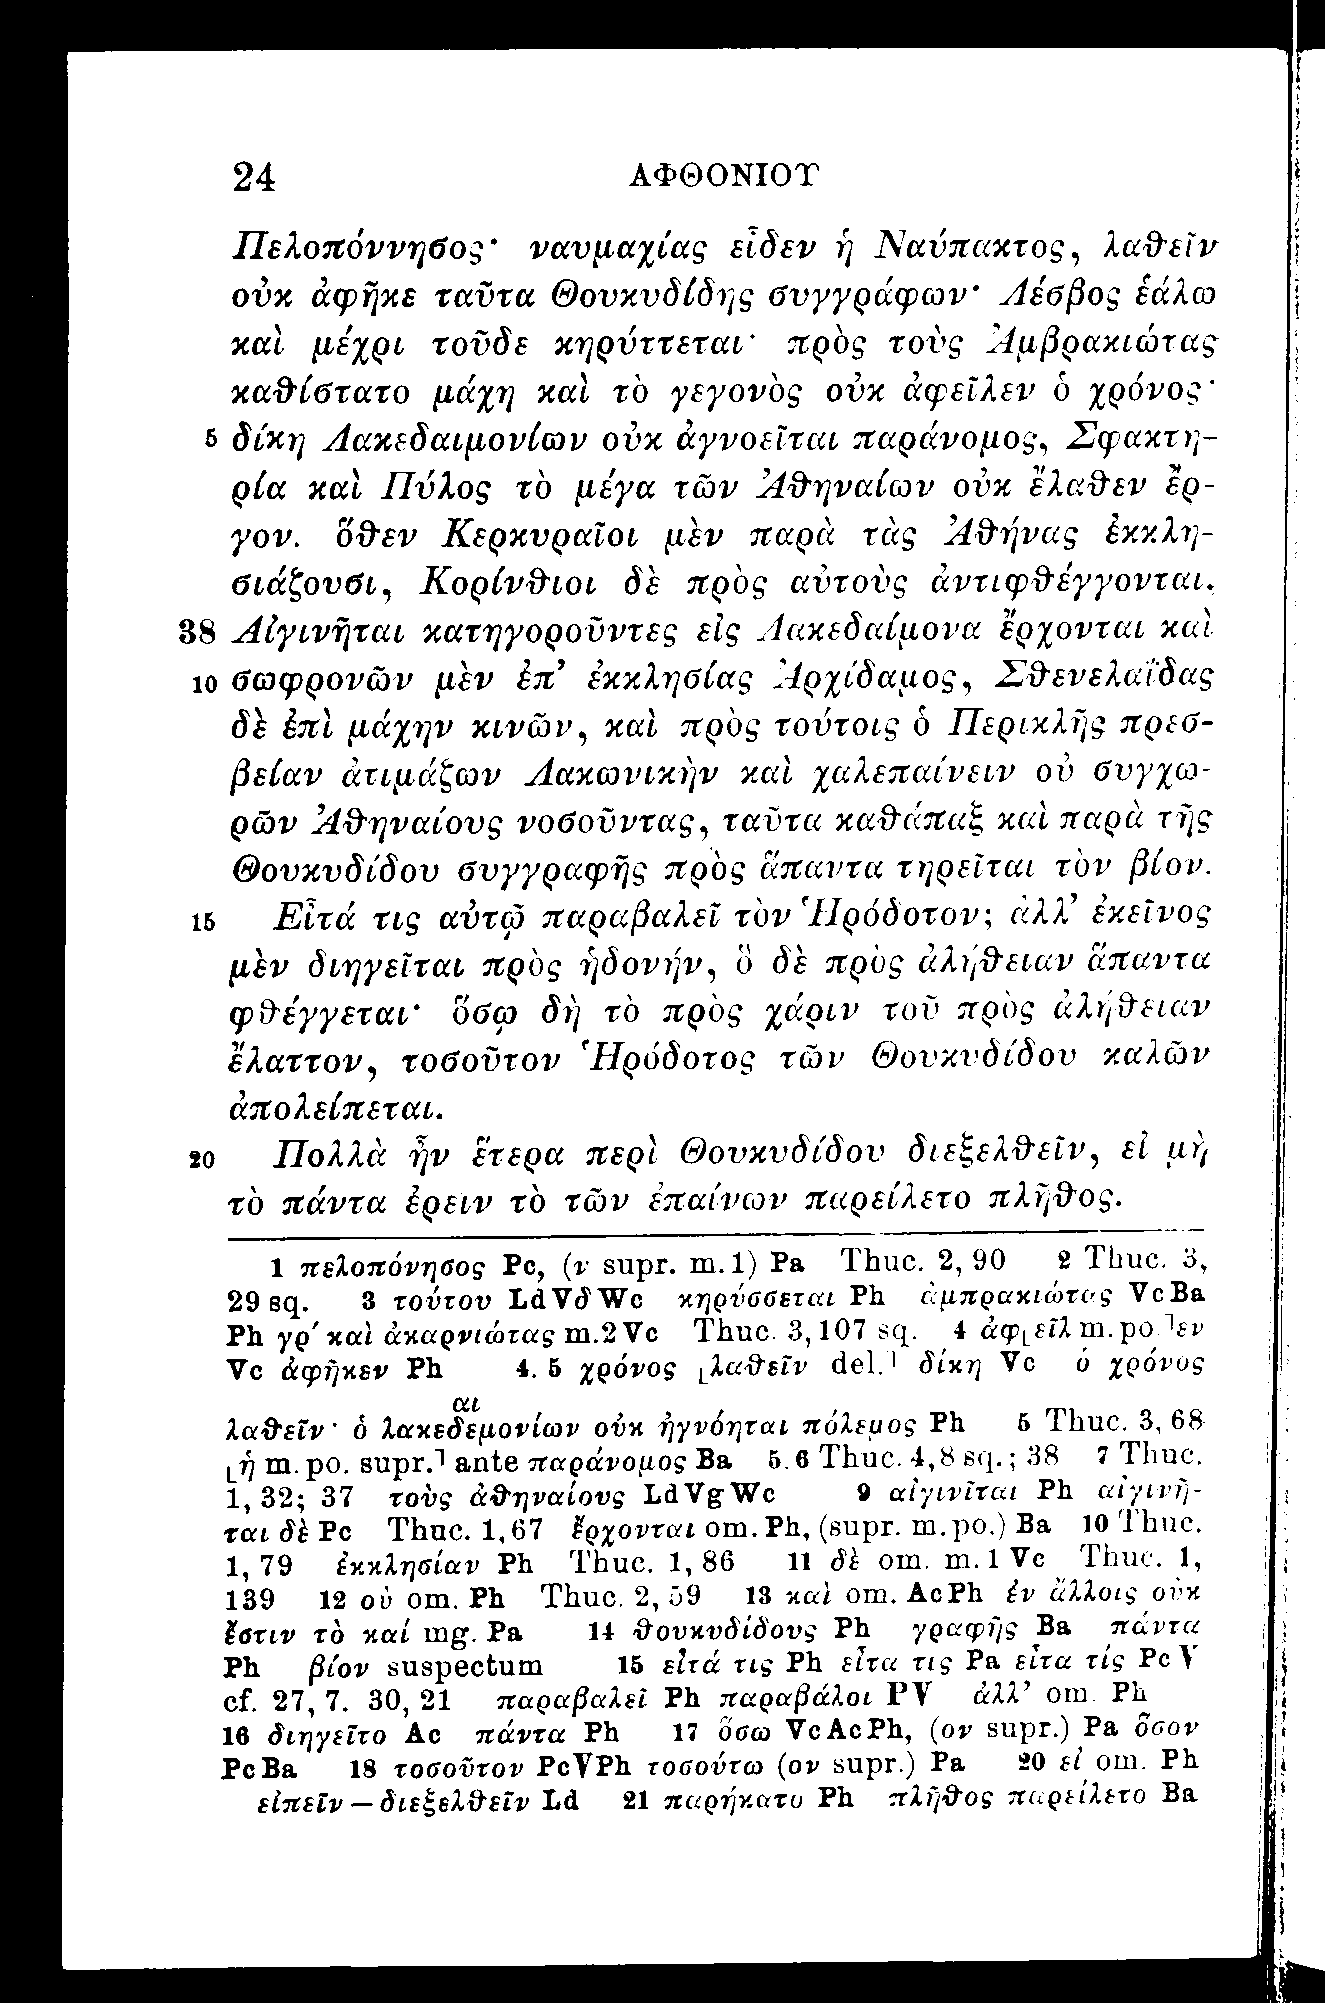 24 ΑΦΘΟΝΙΟΥ
Πελοπόννησος· ναυμαχίας εἶδεν ἡ Ναύπακτος, λαθεῖν
οὐκ ἀφῆκε ταῦτα Θουκυδίδης συγγράφων· Λέσβος ἑάλω
καὶ μέχρι τοῦδε κηρύττεται· πρὸς τοὺς Ἀμβρακιώτας
καθίστατο μάχη καὶ τὸ γεγονὸς οὐκ ἀφεῖλεν ὁ χρόνος·
5 δίκη Λακεδαιμονίων οὐκ ἀγνοεῖται παράνομος, Σφακτη-
ρία καὶ Πύλος τὸ μέγα τῶν Ἀθηναίων οὐκ ἔλαθεν ἔρ-
γον. ὅθεν Κερκυραῖοι μὲν παρὰ τὰς Ἀθήνας ἐκκλη-
σιάζουσι, Κορίνθιοι δὲ πρὸς αὐτοὺς ἀντιφθέγγονται.
38 Αἰγινῆται κατηγοροῦντες εἰς Λακεδαίμονα ἔρχονται καὶ
10 σωφρονῶν μὲν ἐπ’ ἐκκλησίας Ἀρχίδαμος, Σθενελαΐδας
δὲ ἐπὶ μάχην κινῶν, καὶ πρὸς τούτοις ὁ Περικλῆς πρεσ-
βείαν ἀτιμάζων Λακωνικὴν καὶ χαλεπαίνειν οὐ συγχω-
ρῶν Ἀθηναίους νοσοῦντας, ταῦτα καθάπαξ καὶ παρὰ τῆς
Θουκυδίδου συγγραφῆς πρὸς ἅπαντα τηρεῖται τὸν βίον.
15 Εἶτά τις αὐτῷ παραβαλεῖ τὸν Ἡρόδοτον; ἀλλ’ ἐκεῖνος
μὲν διηγεῖται πρὸς ἡδονήν, ὃ δὲ πρὸς ἀλήθειαν ἅπαντα
φθέγγεται· ὅσῳ δὴ τὸ πρὸς χάριν τοῦ πρὸς ἀλήθειαν
ἔλαττον, τοσοῦτον Ἡρόδοτος τῶν Θουκυδίδου καλῶν
ἀπολείπεται.
20 Πολλὰ ἦν ἕτερα περὶ Θουκυδίδου διεξελθεῖν, εἰ μὴ
τὸ πάντα ἐρειν τὸ τῶν ἐπαίνων παρείλετο πλῆθος.
1 πελοπόνησος Pc, (ν supr. m. 1) Pa Thuc. 2, 90 2 Thuc. 3,
29 sq. 3 τούτου LdVδWc κηρύσσεται Ph ἀμπρακιώτας VcBa
Ph γρ´ καὶ ἀκαρνιώτας m. 2 Vc Thuc. 3, 107 sq. 4 ἀφ⌊εῖλ m. po.⌉εν
Vc ἀφῆκεν Ph 4. 5 χρόνος ⌊λαθεῖν del.⌉ δίκη Vc ὁ χρόνος
αι
λαθεῖν· ὁ λακεδεμονίων οὐκ ἠγνόηται πόλεμος Ph 5 Thuc. 3, 68
⌊ἡ m. po. supr.⌉ ante παράνομος Ba 5. 6 Thuc. 4, 8 sq.; 38 7 Thuc.
1, 32; 37 τοὺς ἀθηναίους LdVgWc 9 αἰγινῖται Ph αἰγινῆ-
ται δὲ Pc Thuc. 1, 67 ἔρχονται om. Ph, (supr. m. po.) Ba 10 Thuc.
1, 79 ἐκκλησίαν Ph Thuc. 1, 86 11 δὲ om. m. 1 Vc Thuc. 1,
139 12 οὐ om. Ph Thuc. 2, 59 13 καὶ om. AcPh ἐν ἄλλοις οὐκ
ἔστιν τὸ καί mg. Pa 14 θουκυδίδους Ph γραφῆς Ba πάντα
Ph βίον suspectum 15 εἰτά τις Ph εἶτα τις Pa εἶτα τίς PcV
cf. 27, 7. 30, 21 παραβαλεῖ Ph παραβάλοι PV ἀλλ’ om. Ph
16 διηγεῖτο Ac πάντα Ph 17 ὅσω VcAcPh, (ον supr.) Pa ὅσον
PcBa 18 τοσοῦτον PcVPh τοσούτω (ον supr.) Pa 20 εἰ om. Ph
εἰπεῖν — διεξελθεῖν Ld 21 παρήκατο Ph πλῆθος παρείλετο Ba